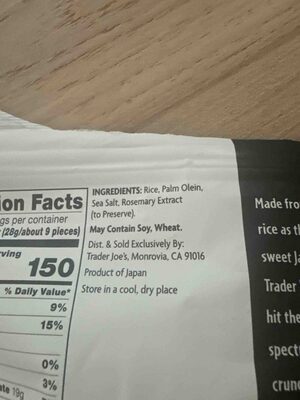 ion Facts
gs per container
(28g/about 9 pieces)
rving
150
% Daily Value*
9%
15%
0%
3%
ate 19g
INGREDIENTS: Rice, Palm Olein,
Sea Salt, Rosemary Extract
(to Preserve).
May Contain Soy, Wheat.
Dist. & Sold Exclusively By:
Trader Joe's, Monrovia, CA 91016
Product of Japan
Store in a cool, dry place
Made fro
rice as t
sweet Ja
Trader
hit the
spect
crun